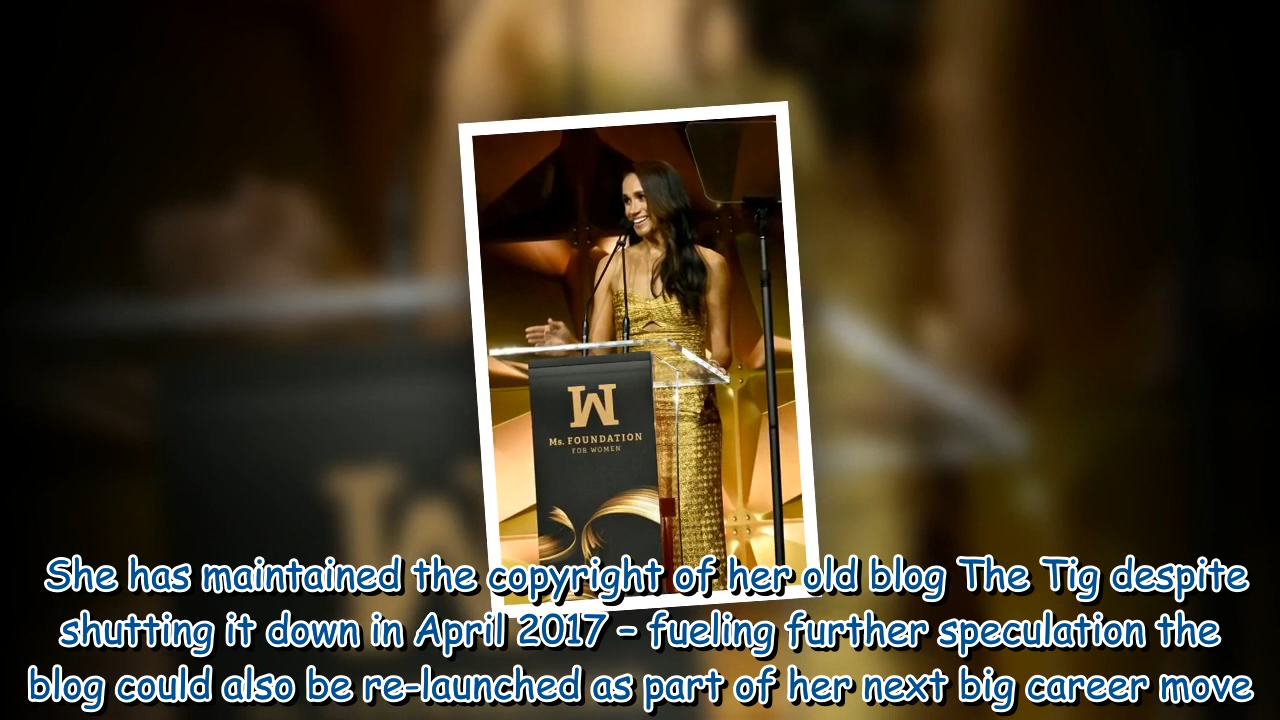 W
Ms. FOUNDATION
FOR WOMEN
She has maintained the copyright of her old blog The Tig despite
shutting it down in April 2017 – fueling further speculation the
blog could also be re-launched as part of her next big career move